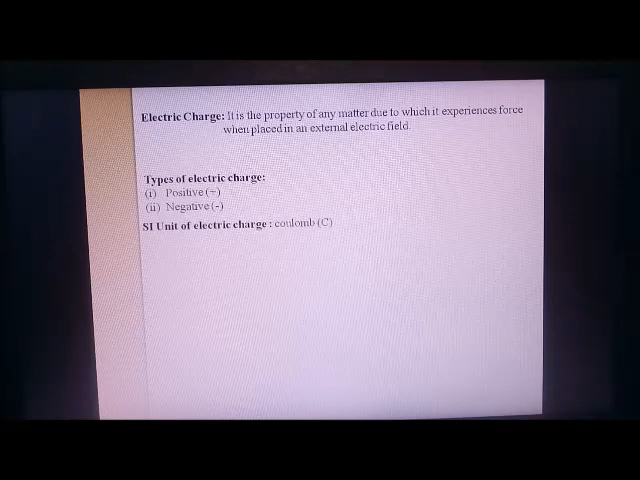 Electric Charge: It is the property of any matter due to which it experiences force
when placed in an external electric field.
Types of electric charge:
(i) Positive (+)
(ii) Negative (-)
SI Unit of electric charge : coulomb (C)